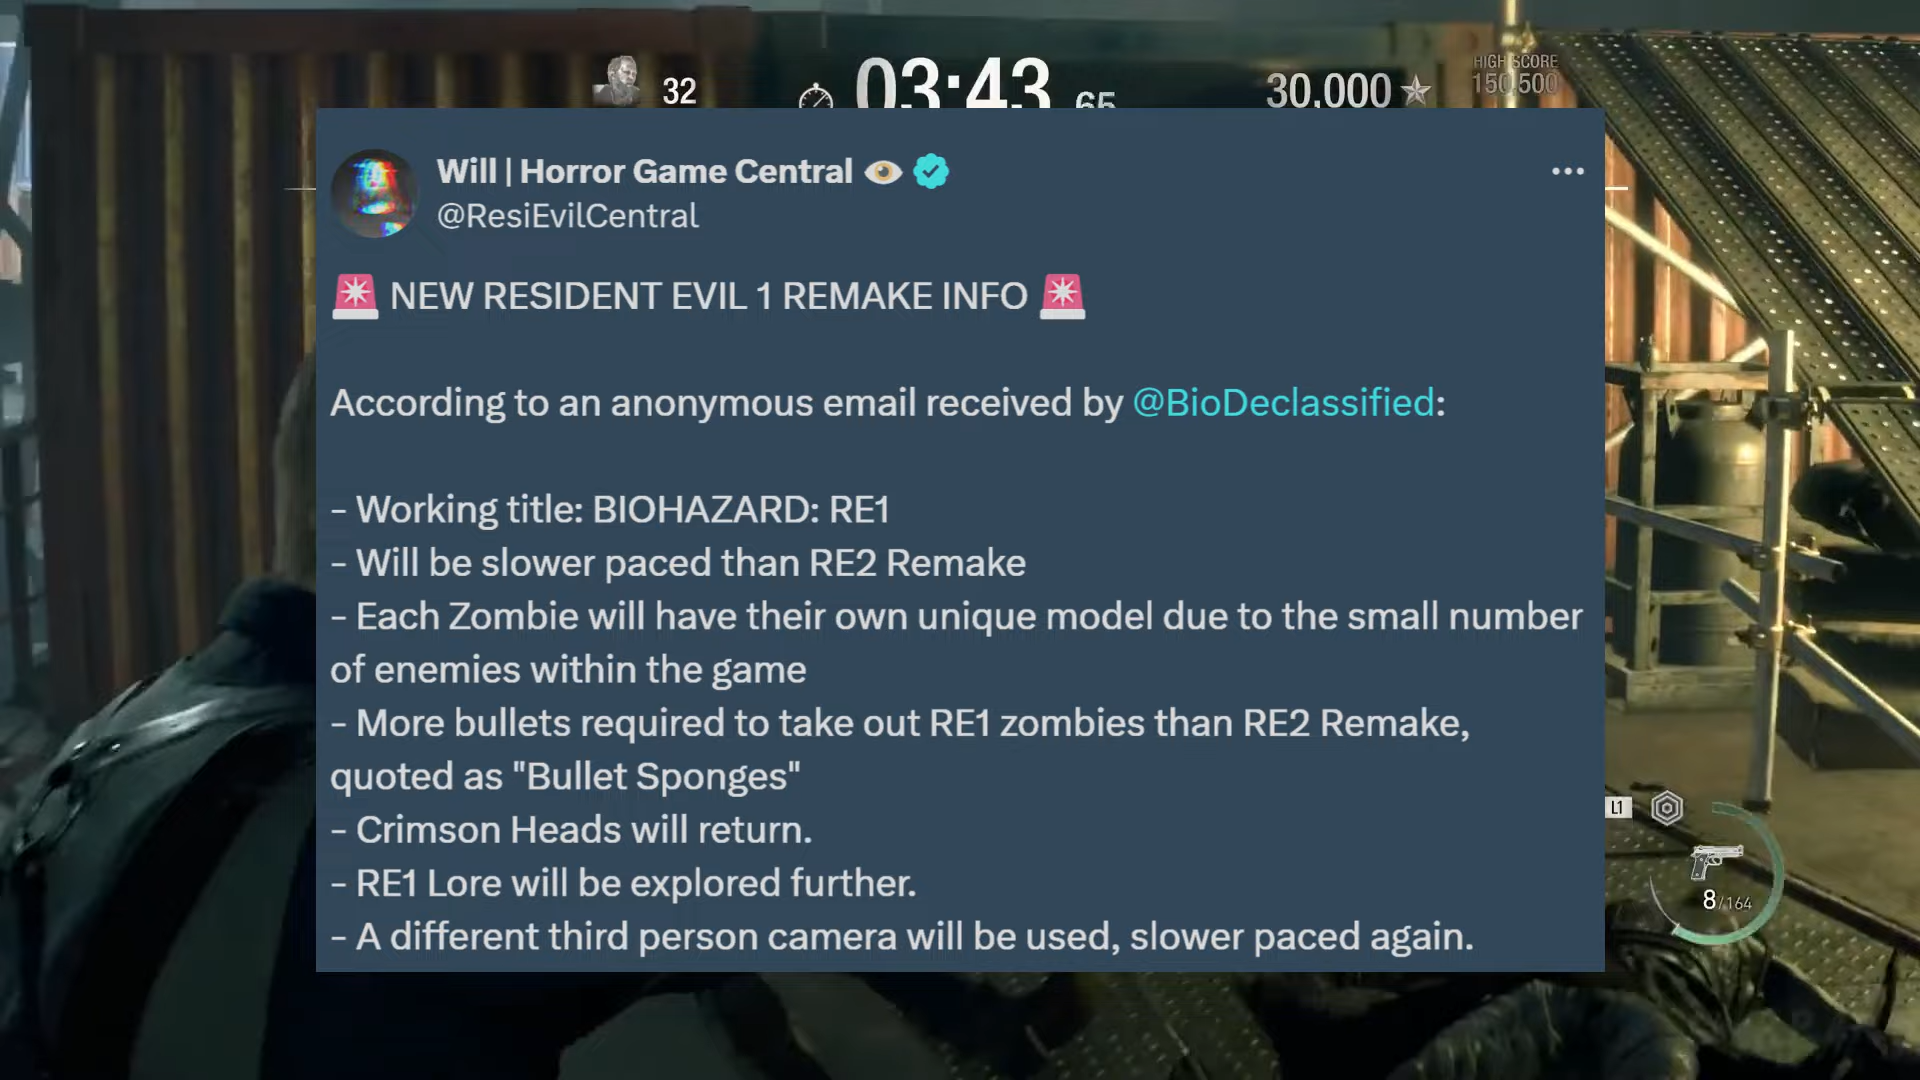 32
03:43
65
30,000
HIGH SCORE
150,500
Will | Horror Game Central
@ResiEvilCentral
NEW RESIDENT EVIL 1 REMAKE INFO
According to an anonymous email received by @BioDeclassified:
- Working title: BIOHAZARD: RE1
- Will be slower paced than RE2 Remake
- Each Zombie will have their own unique model due to the small number
of enemies within the game
- More bullets required to take out RE1 zombies than RE2 Remake,
quoted as "Bullet Sponges"
- Crimson Heads will return.
- RE1 Lore will be explored further.
- A different third person camera will be used, slower paced again.
L1
8/164